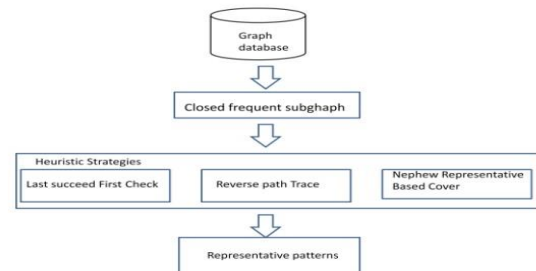 Graph
database
Closed frequent subghaph
Heuristic Strategies
Last succeed First Check
Reverse path Trace
Nephew Representative
Based Cover
Representative patterns